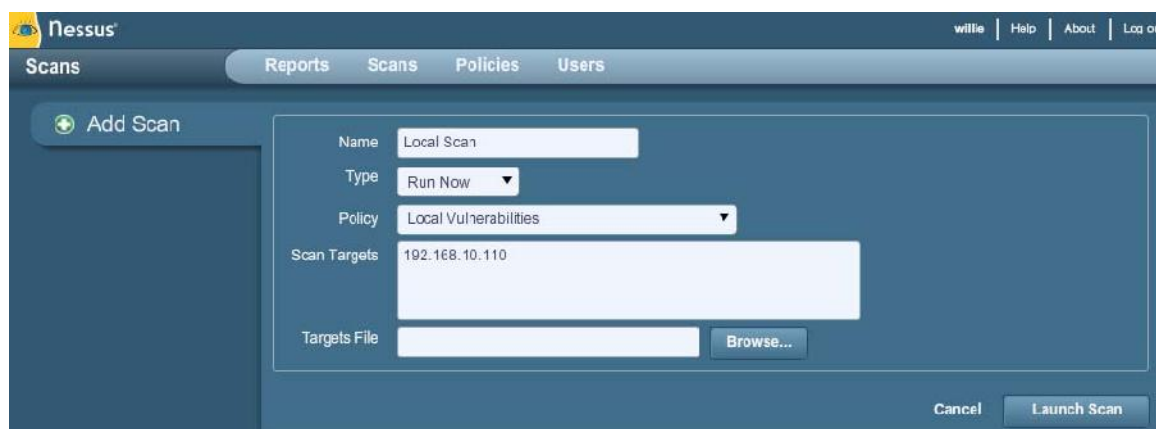 nessus
willie | Help | About | Log o
Scans
Reports Scans Policies Users
Add Scan
Name Local Scan
Type Run Now
Policy Local Vulnerabilities
Scan Targets 192.168.10.110
Targets File Browse...
Cancel Launch Scan